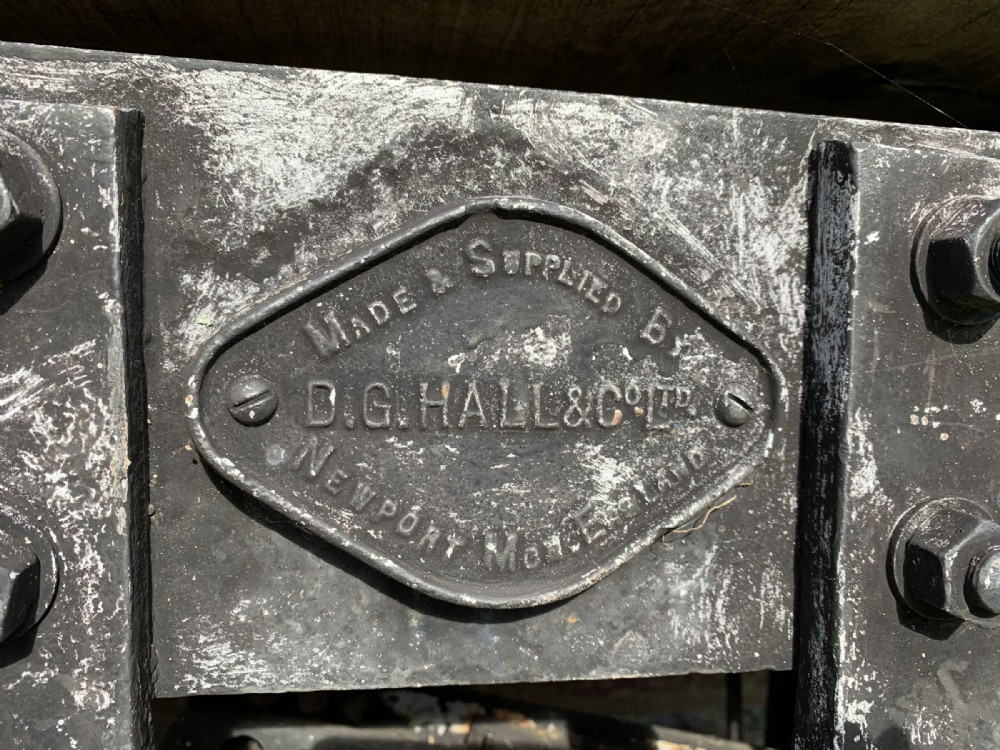 MADE & SUPPLIED BY
D.G. HALL & Cº LTD.
NEWPORT MON. ENGLAND